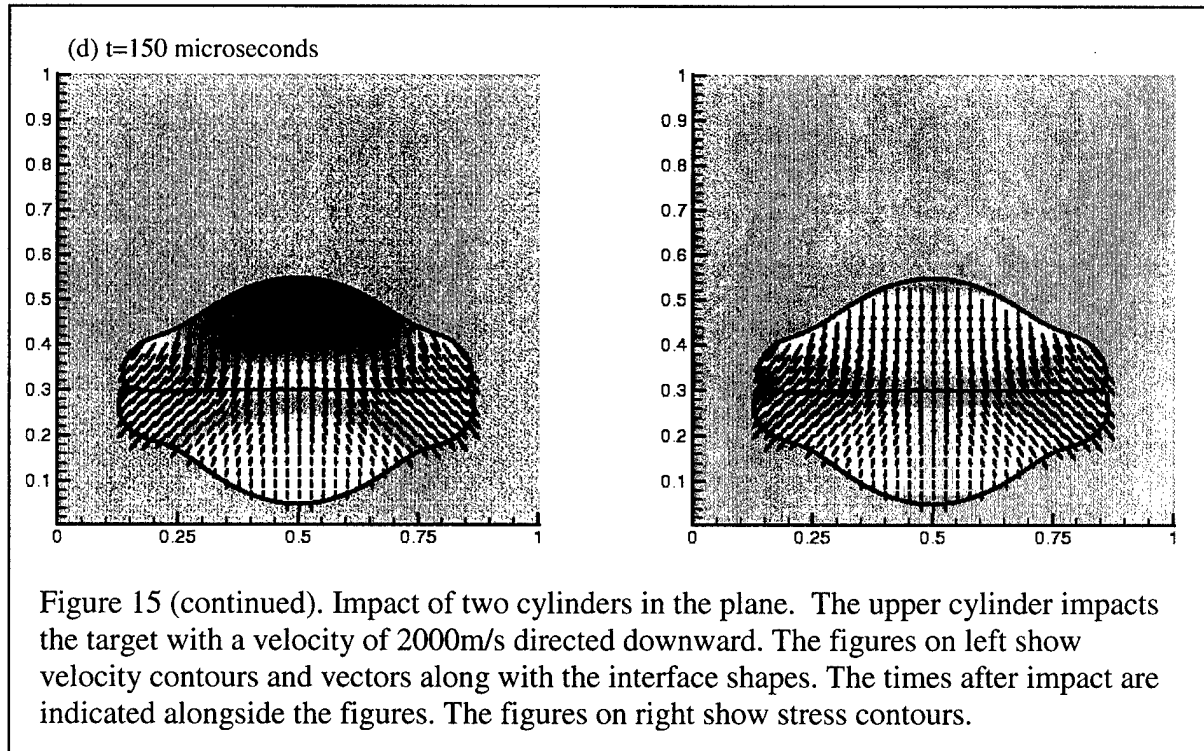 (d) t=150 microseconds
1
0.9
0.8
0.7
0.6
0.5
0.4
0.3
0.2
0.1
0 0.25 0.5 0.75 1
1
0.9
0.8
0.7
0.6
0.5
0.4
0.3
0.2
0.1
0 0.25 0.5 0.75 1
Figure 15 (continued). Impact of two cylinders in the plane. The upper cylinder impacts
the target with a velocity of 2000m/s directed downward. The figures on left show
velocity contours and vectors along with the interface shapes. The times after impact are
indicated alongside the figures. The figures on right show stress contours.